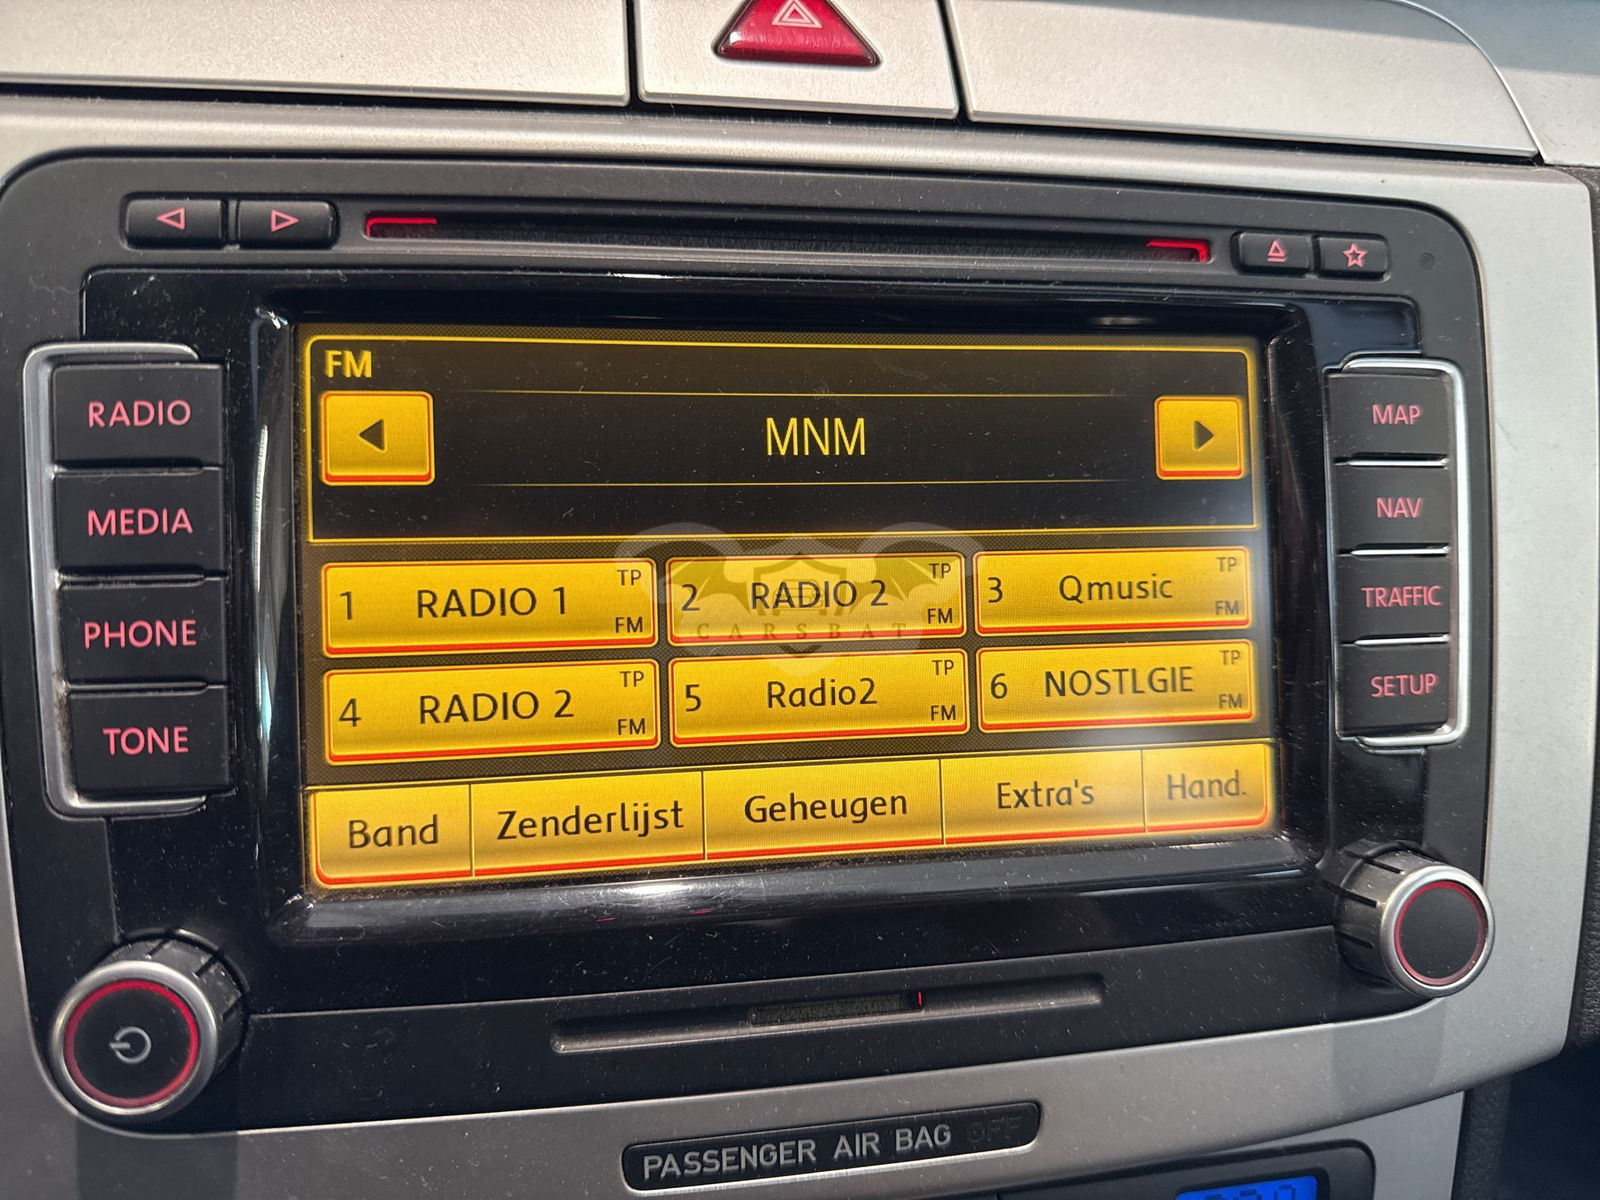 RADIO
MEDIA
PHONE
TONE
FM
MNM
1 RADIO 1 TP FM
2 RADIO 2 TP FM
3 Qmusic TP FM
CARSBAT
4 RADIO 2 TP FM
5 Radio2 TP FM
6 NOSTLGIE TP FM
Band Zenderlijst Geheugen Extra's Hand.
MAP
NAV
TRAFFIC
SETUP
PASSENGER AIR BAG OFF